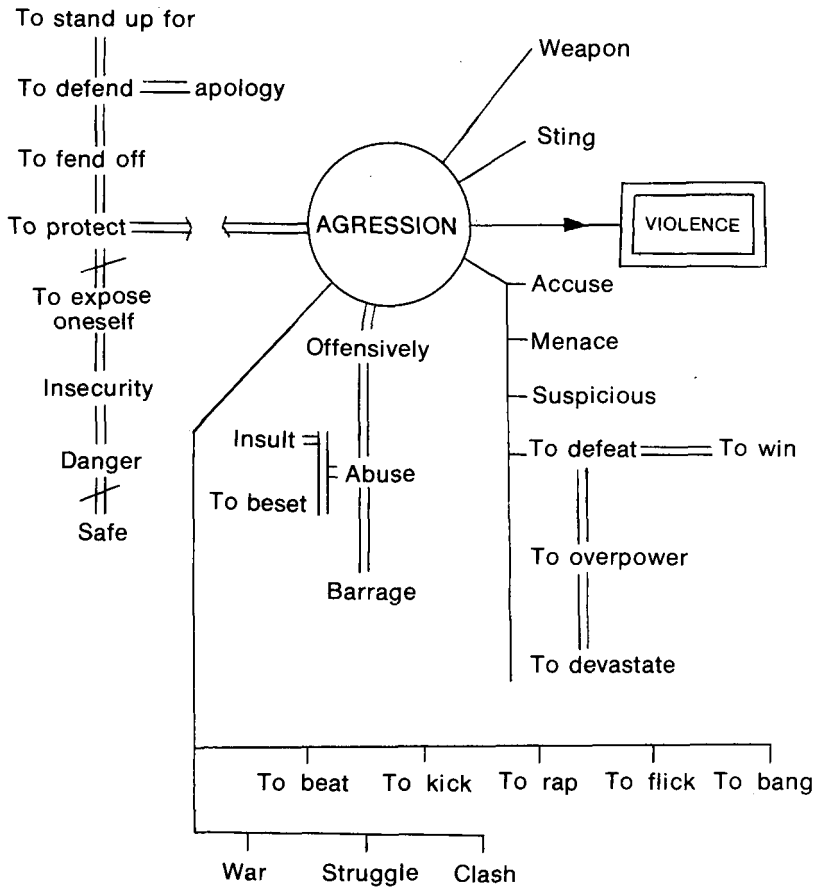 To stand up for
Weapon
To defend
apology
Sting
To fend off
To protect
AGRESSION
VIOLENCE
To expose
oneself
Accuse
Offensively
Menace
Insecurity
Suspicious
Insult
To defeat
To win
Danger
Abuse
To beset
Safe
To overpower
Barrage
To devastate
To beat
To kick
To rap
To flick
To bang
War
Struggle
Clash